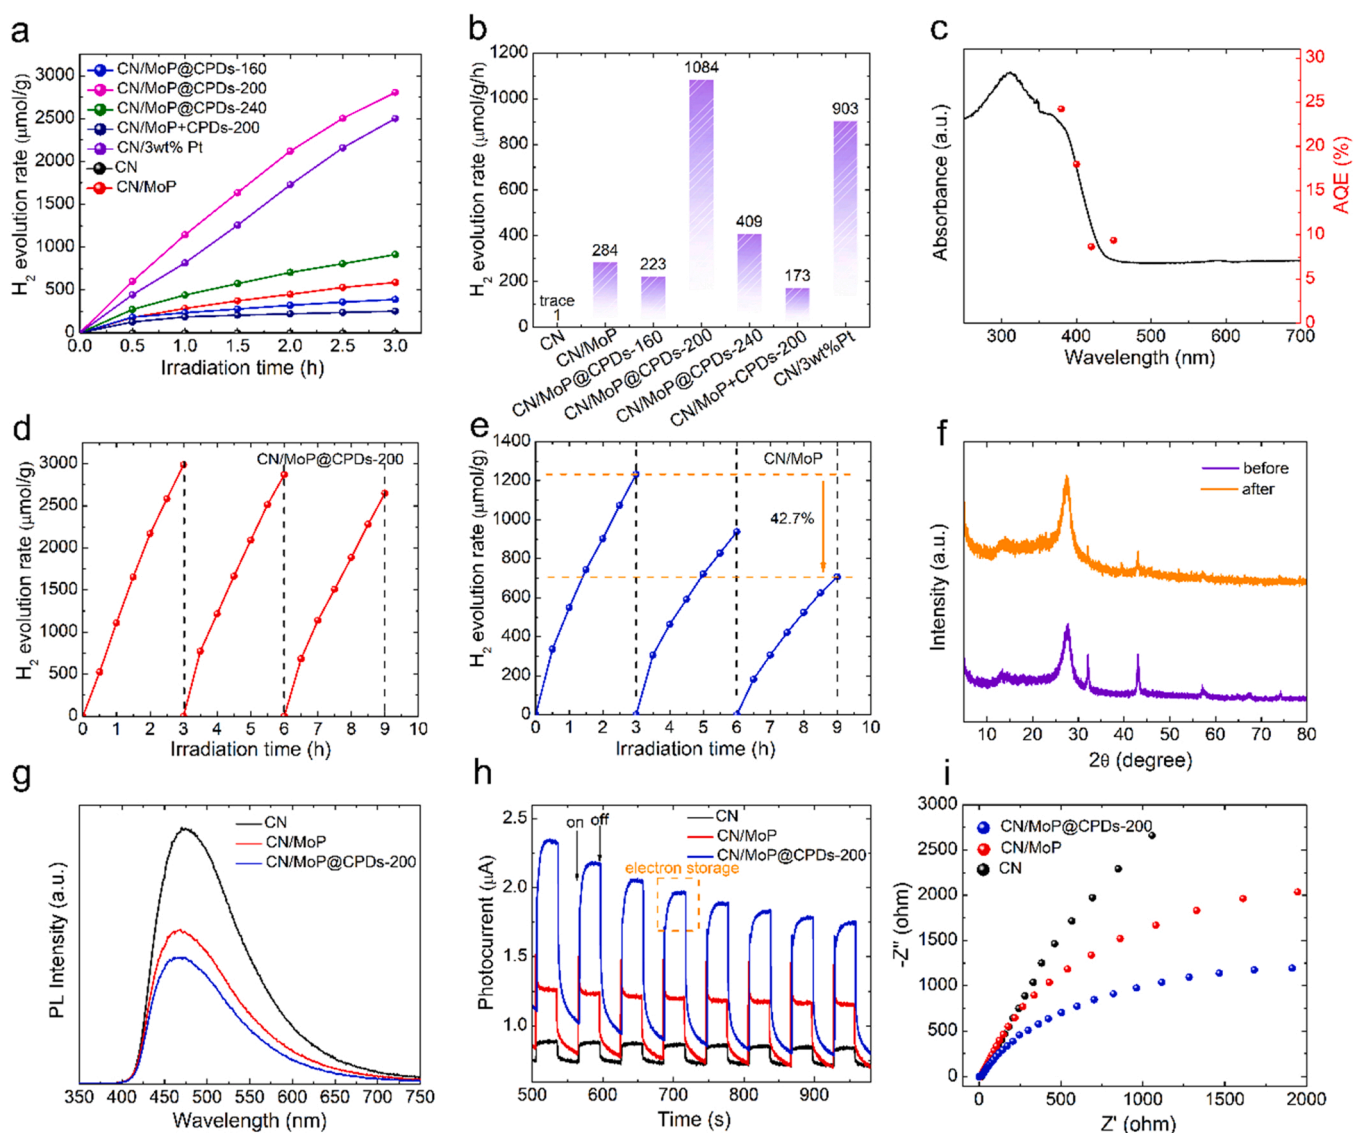 a
H2 evolution rate (μmol/g)
3000
2500
2000
1500
1000
500
0
CN/MoP@CPDs-160
CN/MoP@CPDs-200
CN/MoP@CPDs-240
CN/MoP+CPDs-200
CN/3wt% Pt
CN
CN/MoP
0.0 0.5 1.0 1.5 2.0 2.5 3.0
Irradiation time (h)
b
H2 evolution rate (μmol/g/h)
1200
1000
800
600
400
200
0
trace
1
284
223
1084
409
173
903
CN
CN/MoP
CN/MoP@CPDs-160
CN/MoP@CPDs-200
CN/MoP@CPDs-240
CN/MoP+CPDs-200
CN/3wt%Pt
c
Absorbance (a.u.)
AQE (%)
30
25
20
15
10
5
0
300 400 500 600 700
Wavelength (nm)
d
H2 evolution rate (μmol/g)
3000
2500
2000
1500
1000
500
0
CN/MoP@CPDs-200
0 1 2 3 4 5 6 7 8 9 10
Irradiation time (h)
e
H2 evolution rate (μmol/g)
1400
1200
1000
800
600
400
200
0
CN/MoP
42.7%
0 1 2 3 4 5 6 7 8 9 10
Irradiation time (h)
f
Intensity (a.u.)
before
after
10 20 30 40 50 60 70 80
2θ (degree)
g
PL Intensity (a.u.)
CN
CN/MoP
CN/MoP@CPDs-200
350 400 450 500 550 600 650 700 750
Wavelength (nm)
h
Photocurrent (μA)
2.5
2.0
1.5
1.0
on off
CN
CN/MoP
CN/MoP@CPDs-200
electron storage
500 600 700 800 900
Time (s)
i
-Z'' (ohm)
3000
2500
2000
1500
1000
500
0
CN/MoP@CPDs-200
CN/MoP
CN
0 500 1000 1500 2000
Z' (ohm)